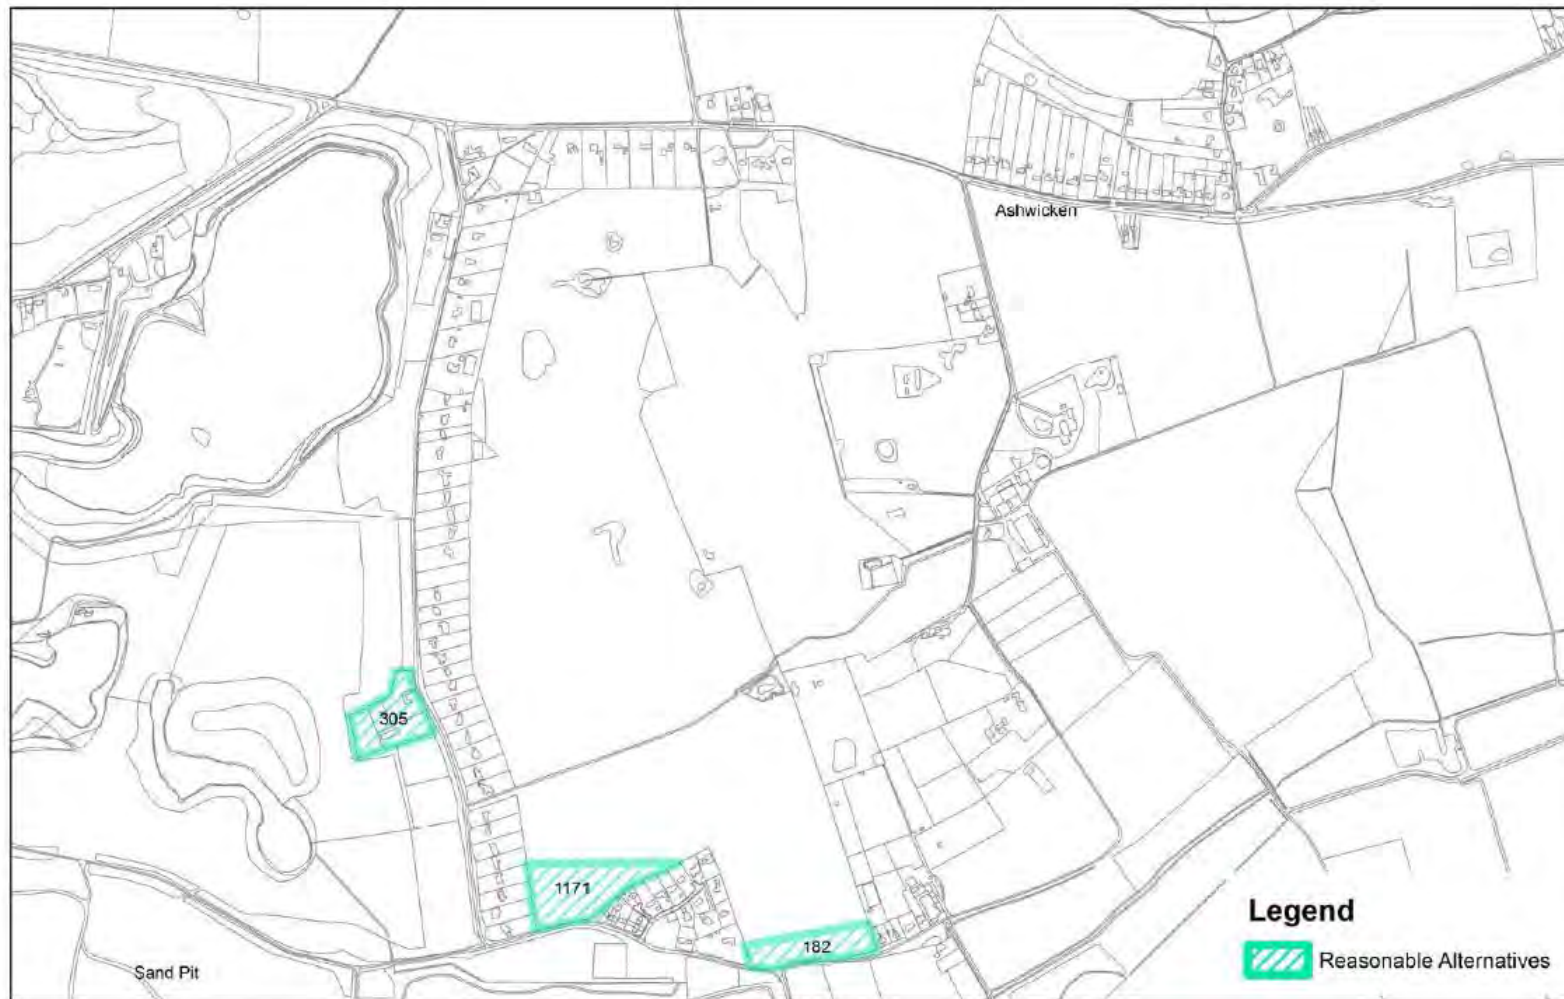 Ashwicken
305
1171
182
Sand Pit
Legend
Reasonable Alternatives